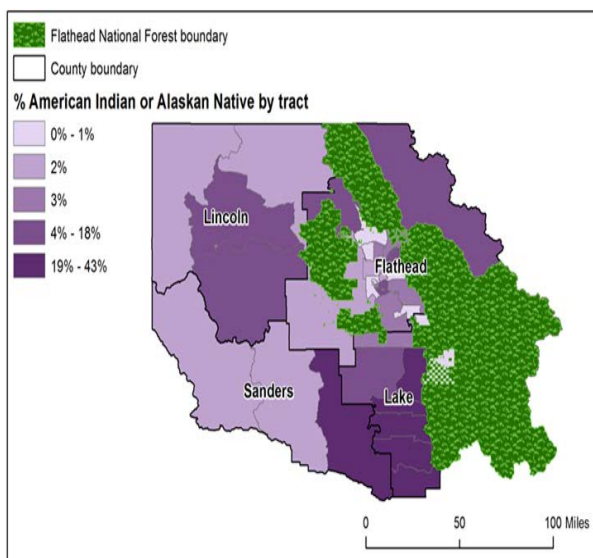 Flathead National Forest boundary
County boundary
% American Indian or Alaskan Native by tract
0% - 1%
2%
3%
4% - 18%
19% - 43%
Lincoln
Flathead
Sanders
Lake
0 50 100 Miles